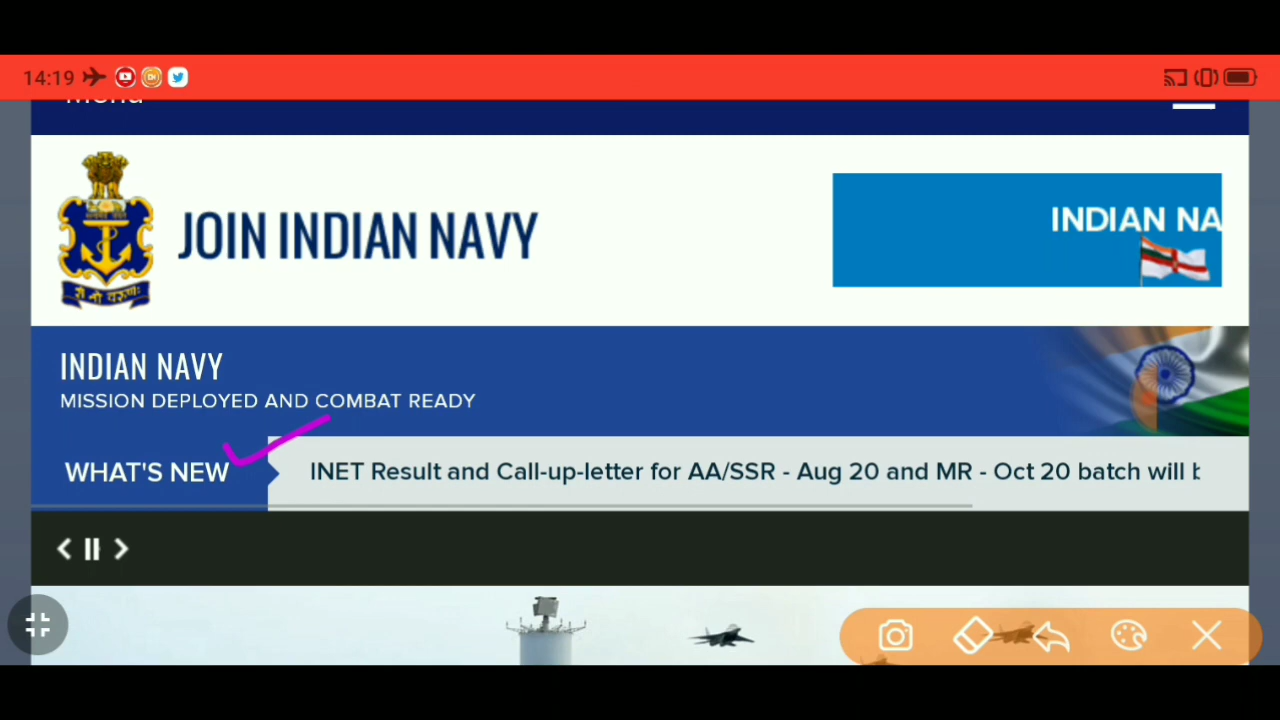 14:19
Menu
JOIN INDIAN NAVY
INDIAN NA
INDIAN NAVY
MISSION DEPLOYED AND COMBAT READY
WHAT'S NEW
INET Result and Call-up-letter for AA/SSR - Aug 20 and MR - Oct 20 batch will b